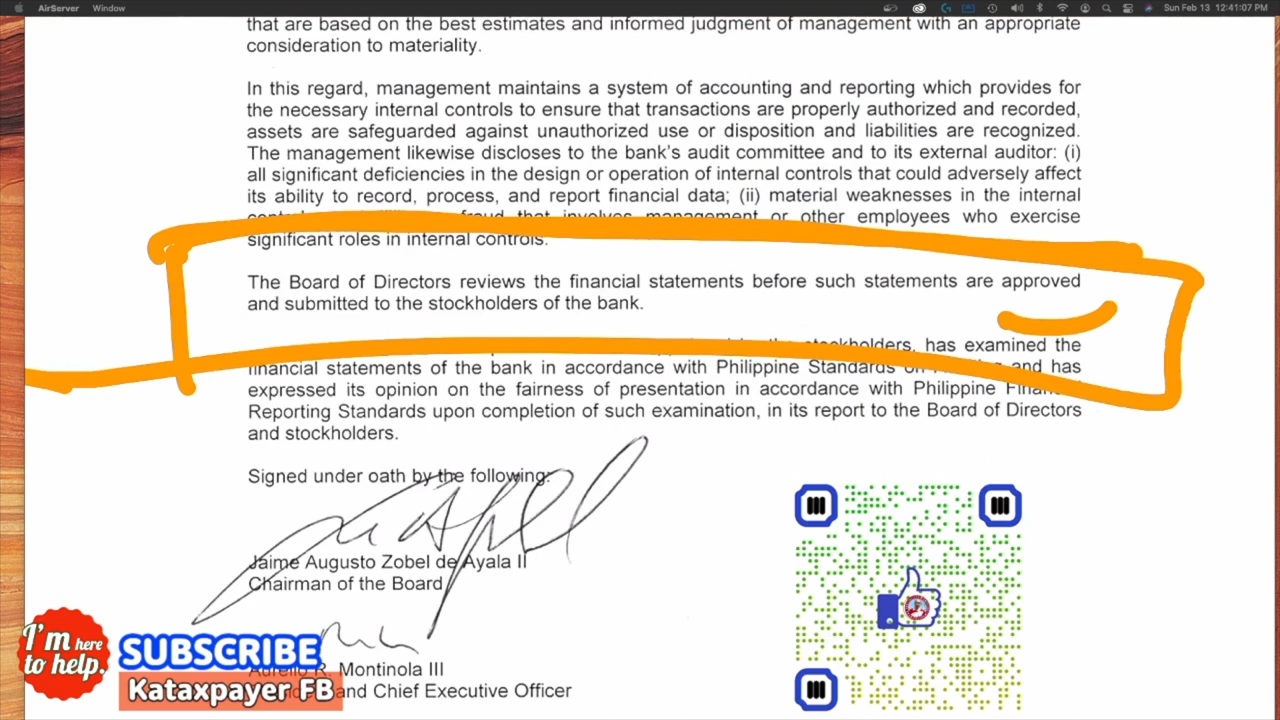 AirServer Window Sun Feb 13 12:41:07 PM
that are based on the best estimates and informed judgment of management with an appropriate
consideration to materiality.
In this regard, management maintains a system of accounting and reporting which provides for
the necessary internal controls to ensure that transactions are properly authorized and recorded,
assets are safeguarded against unauthorized use or disposition and liabilities are recognized.
The management likewise discloses to the bank's audit committee and to its external auditor: (i)
all significant deficiencies in the design or operation of internal controls that could adversely affect
its ability to record, process, and report financial data; (ii) material weaknesses in the internal
fraud that involves management or other employees who exercise
significant roles in internal controls.
The Board of Directors reviews the financial statements before such statements are approved
and submitted to the stockholders of the bank.
stockholders, has examined the
financial statements of the bank in accordance with Philippine Standards on and has
expressed its opinion on the fairness of presentation in accordance with Philippine Financial
Reporting Standards upon completion of such examination, in its report to the Board of Directors
and stockholders.
Signed under oath by the following:
Jaime Augusto Zobel de Ayala II
Chairman of the Board
Aurelio R. Montinola III
and Chief Executive Officer
I'm here
to help.
SUBSCRIBE
Kataxpayer FB